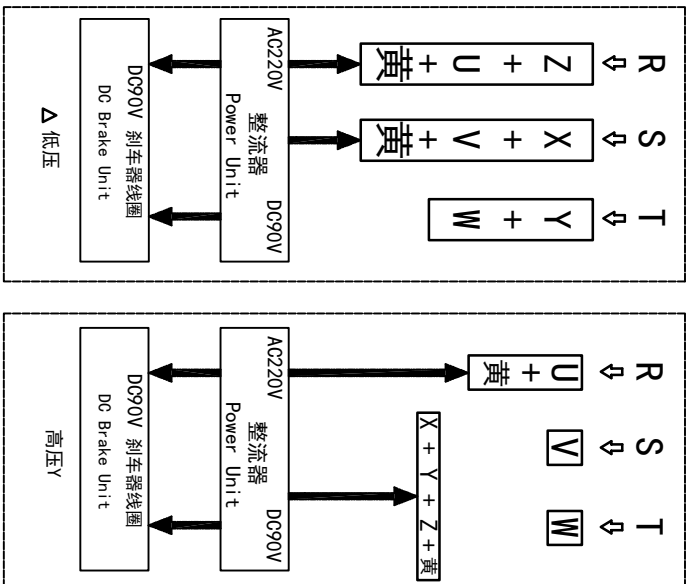 R S T
Z+U+黄
X+V+黄
Y+W
AC220V 整流器 DC90V
Power Unit
DC90V 刹车器线圈
DC Brake Unit
Δ 低压
R S T
U+黄
V
W
X+Y+Z+黄
AC220V 整流器 DC90V
Power Unit
DC90V 刹车器线圈
DC Brake Unit
高压Y